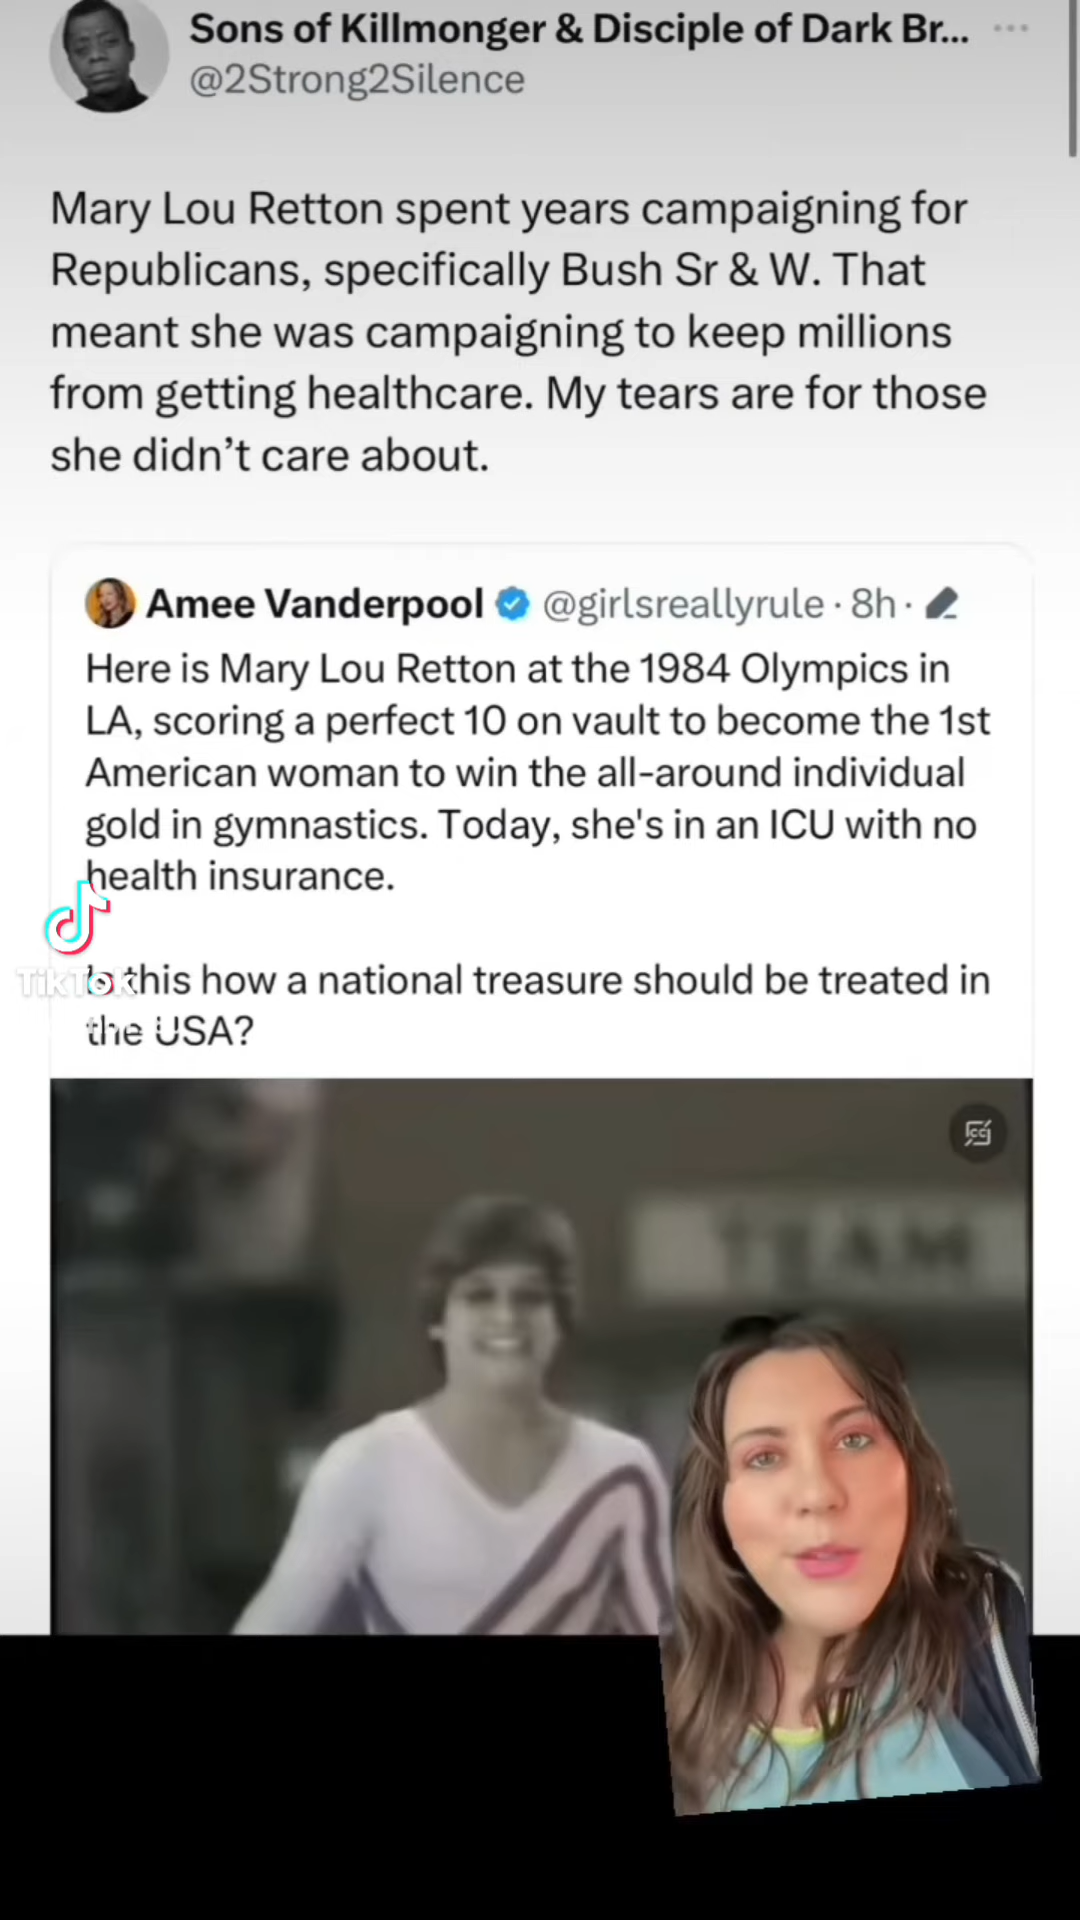 Sons of Killmonger & Disciple of Dark Br...
@2Strong2Silence
Mary Lou Retton spent years campaigning for
Republicans, specifically Bush Sr & W. That
meant she was campaigning to keep millions
from getting healthcare. My tears are for those
she didn’t care about.
Amee Vanderpool @girlsreallyrule · 8h ·
Here is Mary Lou Retton at the 1984 Olympics in
LA, scoring a perfect 10 on vault to become the 1st
American woman to win the all-around individual
gold in gymnastics. Today, she's in an ICU with no
health insurance.
TikTok
Is this how a national treasure should be treated in
the USA?
TEAM